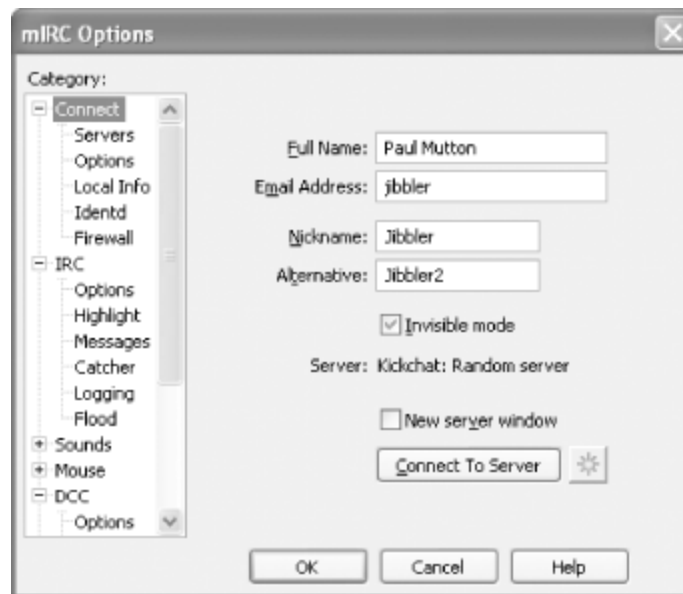 mIRC Options
Category:
Connect
Servers
Options
Local Info
Identd
Firewall
IRC
Options
Highlight
Messages
Catcher
Logging
Flood
Sounds
Mouse
DCC
Options
Full Name: Paul Mutton
Email Address: jibbler
Nickname: Jibbler
Alternative: Jibbler2
Invisible mode
Server: Kickchat: Random server
New server window
Connect To Server
OK Cancel Help